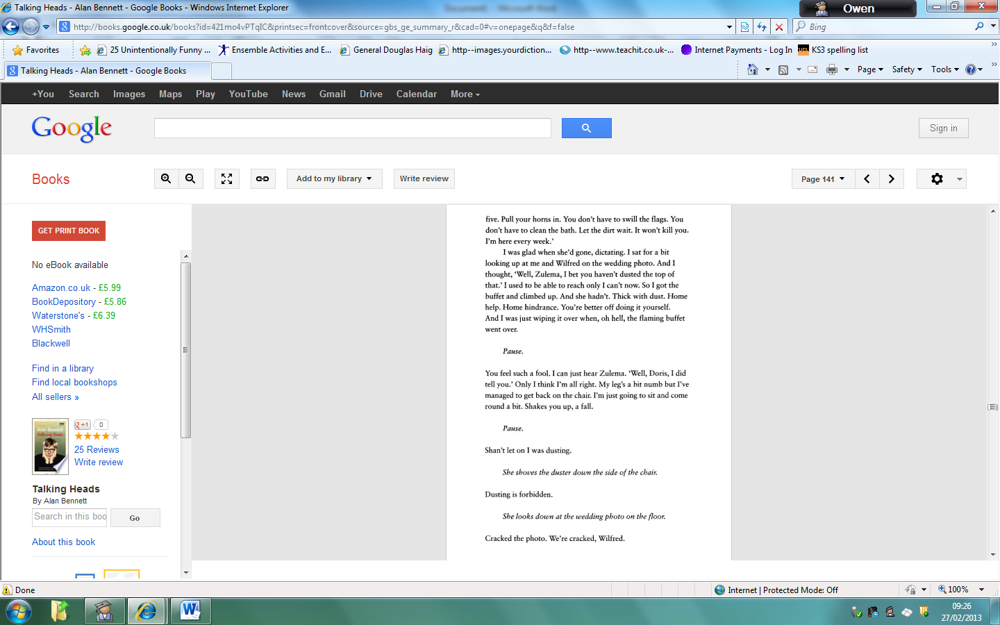 Talking Heads - Alan Bennett - Google Books - Windows Internet Explorer
Document1 - Microsoft Word
Owen
http://books.google.co.uk/books?id=421mo4vPTqIC&printsec=frontcover&source=gbs_ge_summary_r&cad=0#v=onepage&q&f=false
Bing
Favorites
25 Unintentionally Funny ...
Ensemble Activities and E...
General Douglas Haig
http--images.yourdiction...
http--www.teachit.co.uk-...
Internet Payments - Log In
KS3 spelling list
Talking Heads - Alan Bennett - Google Books
Page
Safety
Tools
+You Search Images Maps Play YouTube News Gmail Drive Calendar More
Google
Sign in
Books
Add to my library
Write review
Page 141
GET PRINT BOOK
No eBook available
Amazon.co.uk - £5.99
BookDepository - £5.86
Waterstone's - £6.39
WHSmith
Blackwell
Find in a library
Find local bookshops
All sellers »
Alan Bennett
Talking Heads
+1 0
25 Reviews
Write review
Talking Heads
By Alan Bennett
Search in this boo
Go
About this book
five. Pull your horns in. You don't have to swill the flags. You
don't have to clean the bath. Let the dirt wait. It won't kill you.
I'm here every week.'
I was glad when she'd gone, dictating. I sat for a bit
looking up at me and Wilfred on the wedding photo. And I
thought, 'Well, Zulema, I bet you haven't dusted the top of
that.' I used to be able to reach only I can't now. So I got the
buffet and climbed up. And she hadn't. Thick with dust. Home
help. Home hindrance. You're better off doing it yourself.
And I was just wiping it over when, oh hell, the flaming buffet
went over.
Pause.
You feel such a fool. I can just hear Zulema. 'Well, Doris, I did
tell you.' Only I think I'm all right. My leg's a bit numb but I've
managed to get back on the chair. I'm just going to sit and come
round a bit. Shakes you up, a fall.
Pause.
Shan't let on I was dusting.
She shoves the duster down the side of the chair.
Dusting is forbidden.
She looks down at the wedding photo on the floor.
Cracked the photo. We're cracked, Wilfred.
Done
Internet | Protected Mode: Off
100%
09:26
27/02/2013